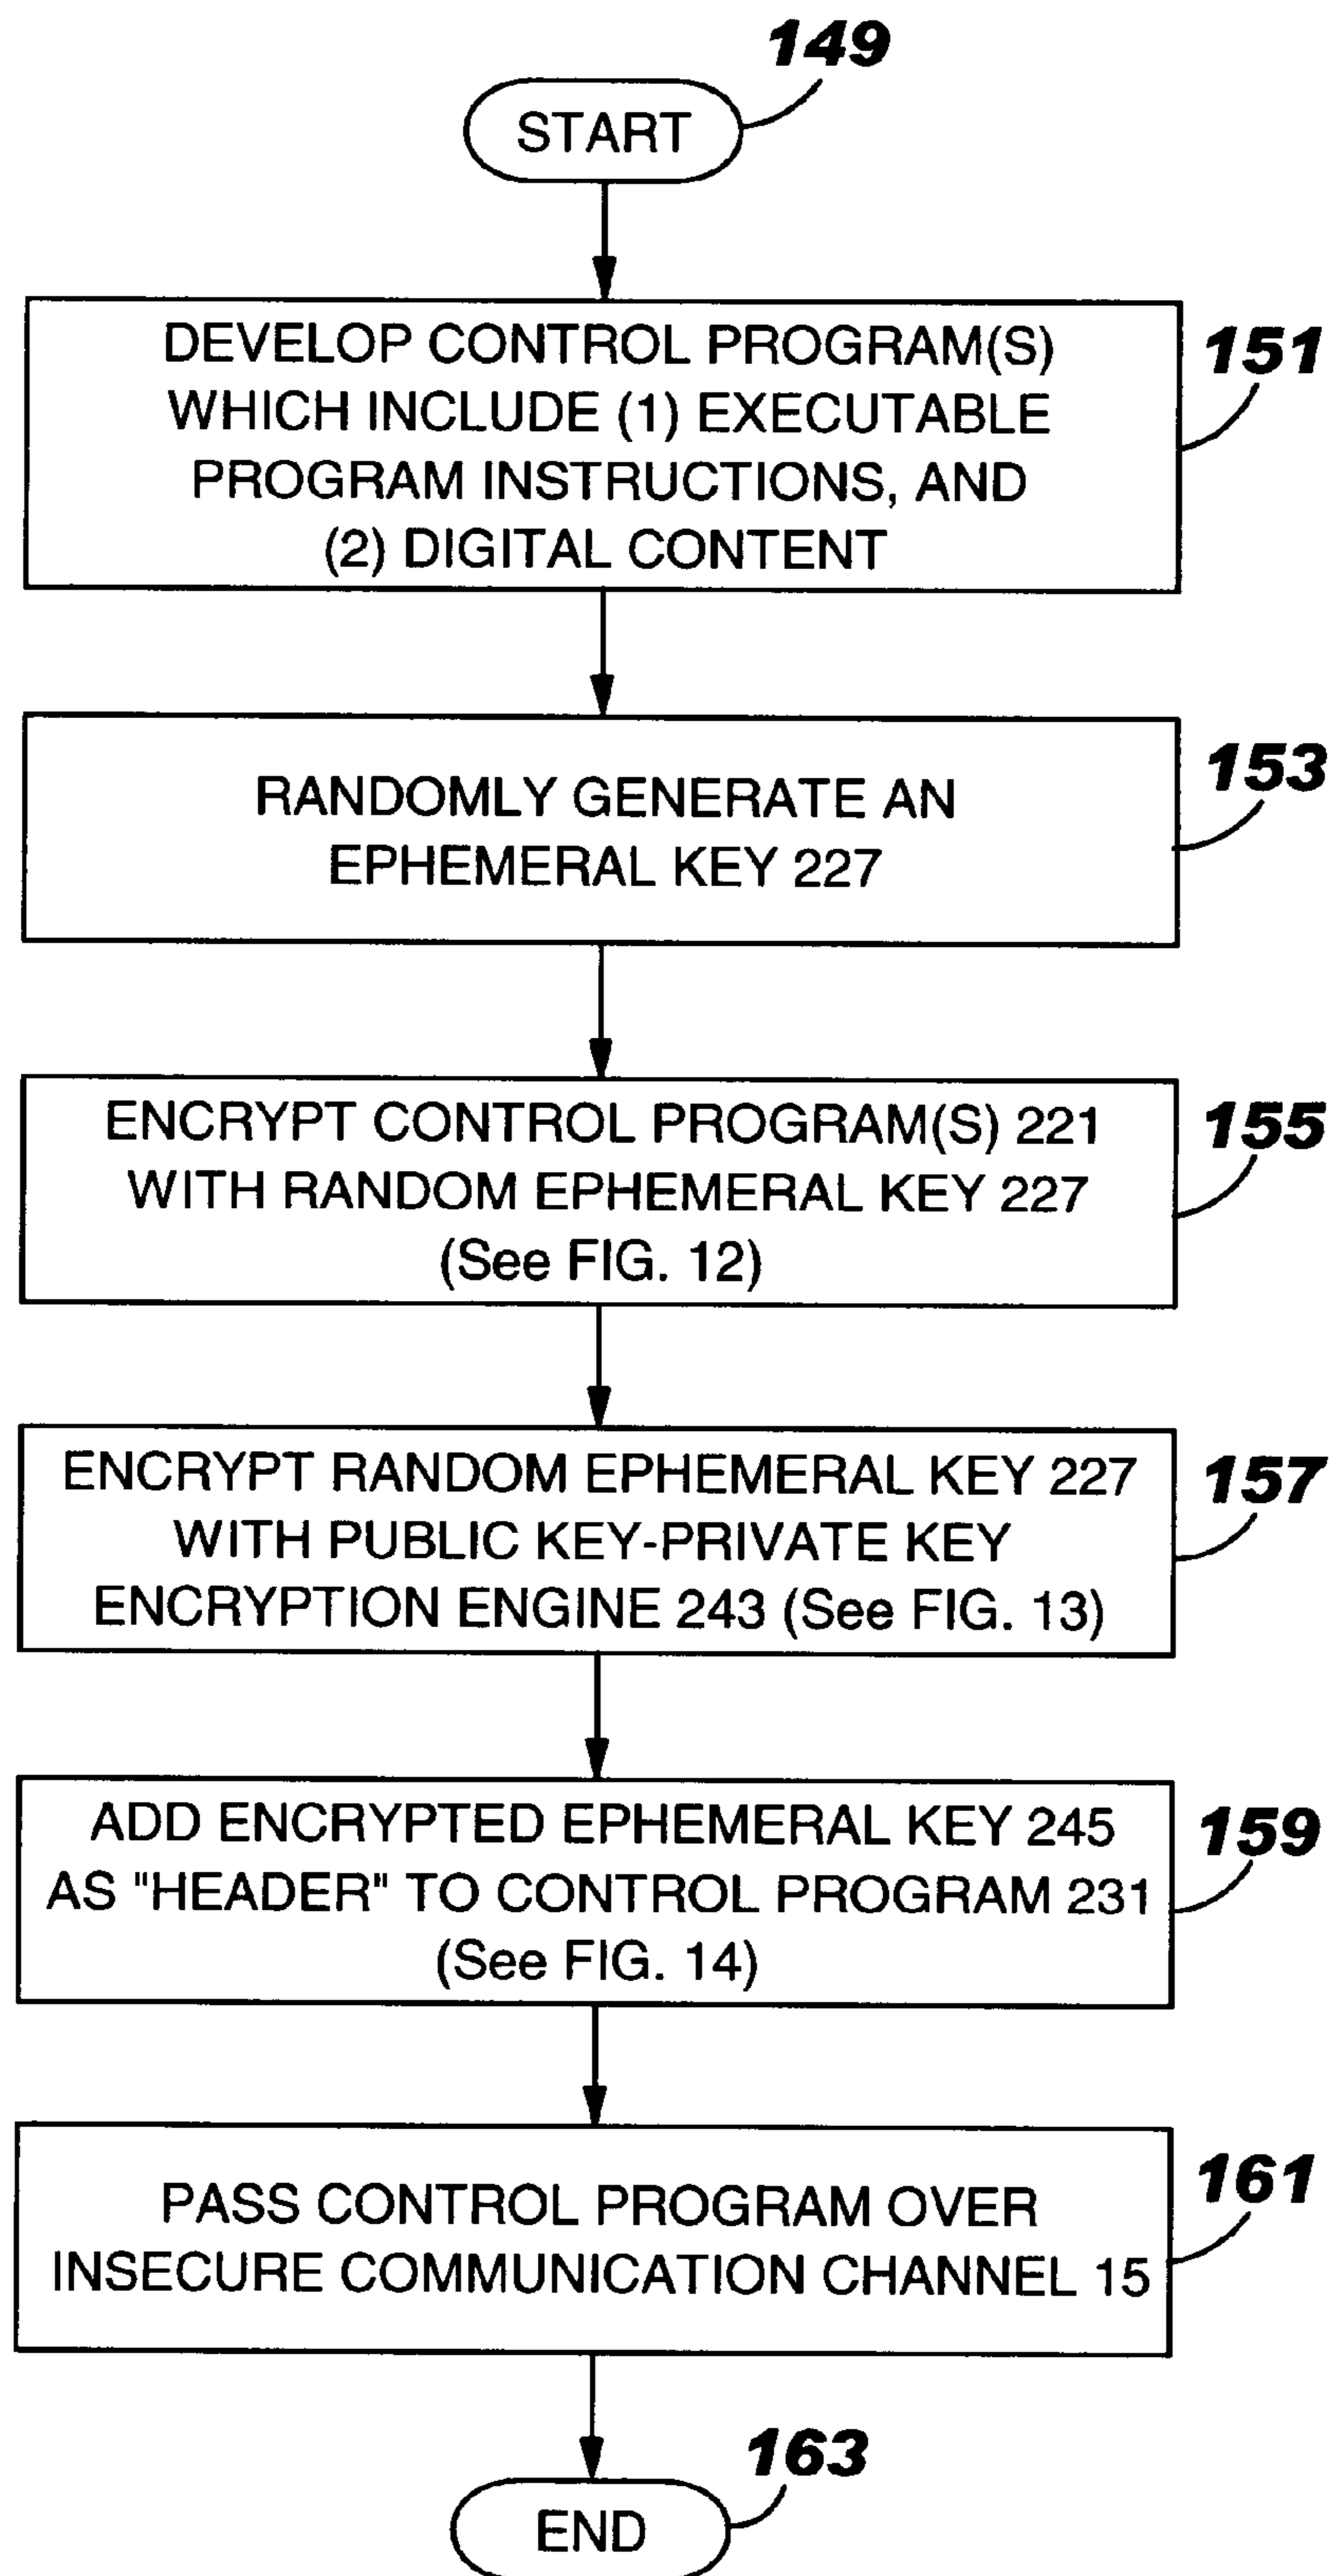 149
START
DEVELOP CONTROL PROGRAM(S)
WHICH INCLUDE (1) EXECUTABLE
PROGRAM INSTRUCTIONS, AND
(2) DIGITAL CONTENT
151
RANDOMLY GENERATE AN
EPHEMERAL KEY 227
153
ENCRYPT CONTROL PROGRAM(S) 221
WITH RANDOM EPHEMERAL KEY 227
(See FIG. 12)
155
ENCRYPT RANDOM EPHEMERAL KEY 227
WITH PUBLIC KEY-PRIVATE KEY
ENCRYPTION ENGINE 243 (See FIG. 13)
157
ADD ENCRYPTED EPHEMERAL KEY 245
AS "HEADER" TO CONTROL PROGRAM 231
(See FIG. 14)
159
PASS CONTROL PROGRAM OVER
INSECURE COMMUNICATION CHANNEL 15
161
163
END